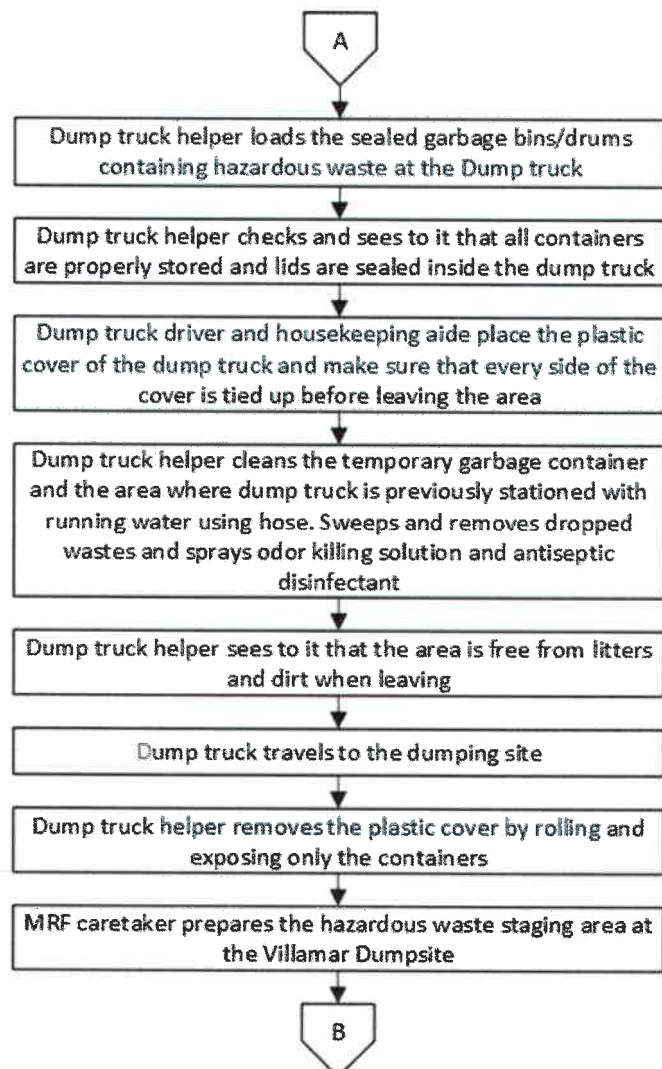 A
Dump truck helper loads the sealed garbage bins/drums
containing hazardous waste at the Dump truck
Dump truck helper checks and sees to it that all containers
are properly stored and lids are sealed inside the dump truck
Dump truck driver and housekeeping aide place the plastic
cover of the dump truck and make sure that every side of the
cover is tied up before leaving the area
Dump truck helper cleans the temporary garbage container
and the area where dump truck is previously stationed with
running water using hose. Sweeps and removes dropped
wastes and sprays odor killing solution and antiseptic
disinfectant
Dump truck helper sees to it that the area is free from litters
and dirt when leaving
Dump truck travels to the dumping site
Dump truck helper removes the plastic cover by rolling and
exposing only the containers
MRF caretaker prepares the hazardous waste staging area at
the Villamar Dumpsite
B